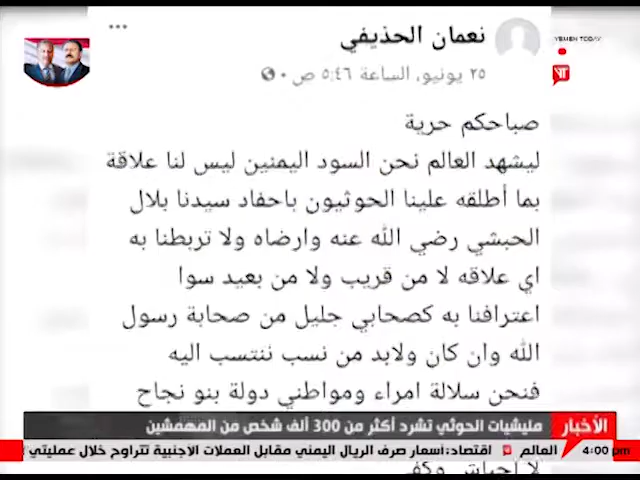 YEMEN TODAY
نعمان الحذيفي
٢٥ يونيو، الساعة ٥:٤٦ ص
صباحكم حرية
ليشهد العالم نحن السود اليمنين ليس لنا علاقة
بما أطلقه علينا الحوثيون باحفاد سيدنا بلال
الحبشي رضي الله عنه وارضاه ولا تربطنا به
اي علاقه لا من قريب ولا من بعيد سوا
اعترافنا به كصحابي جليل من صحابة رسول
الله وان كان ولابد من نسب ننتسب اليه
فنحن سلالة امراء ومواطني دولة بنو نجاح
الأخبار
مليشيات الحوثي تشرد أكثر من 300 ألف شخص من المهمشين
4:00 pm
العالم
اقتصاد: أسعار صرف الريال اليمني مقابل العملات الأجنبية تتراوح خلال عمليتي